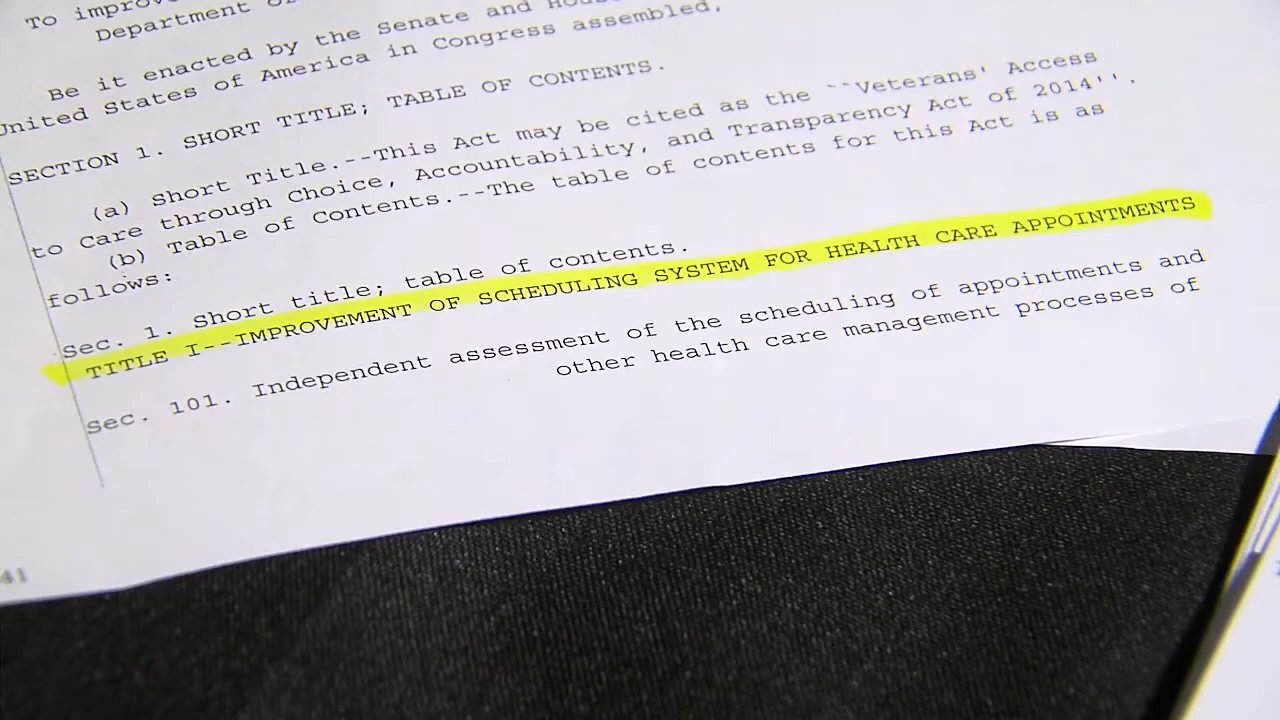 To improve
Department of
Be it enacted by the Senate and House
United States of America in Congress assembled,
SECTION 1. SHORT TITLE; TABLE OF CONTENTS.
(a) Short Title.--This Act may be cited as the ``Veterans' Access
to Care through Choice, Accountability, and Transparency Act of 2014''.
(b) Table of Contents.--The table of contents for this Act is as
follows:
Sec. 1. Short title; table of contents.
TITLE I--IMPROVEMENT OF SCHEDULING SYSTEM FOR HEALTH CARE APPOINTMENTS
Sec. 101. Independent assessment of the scheduling of appointments and
other health care management processes of
41